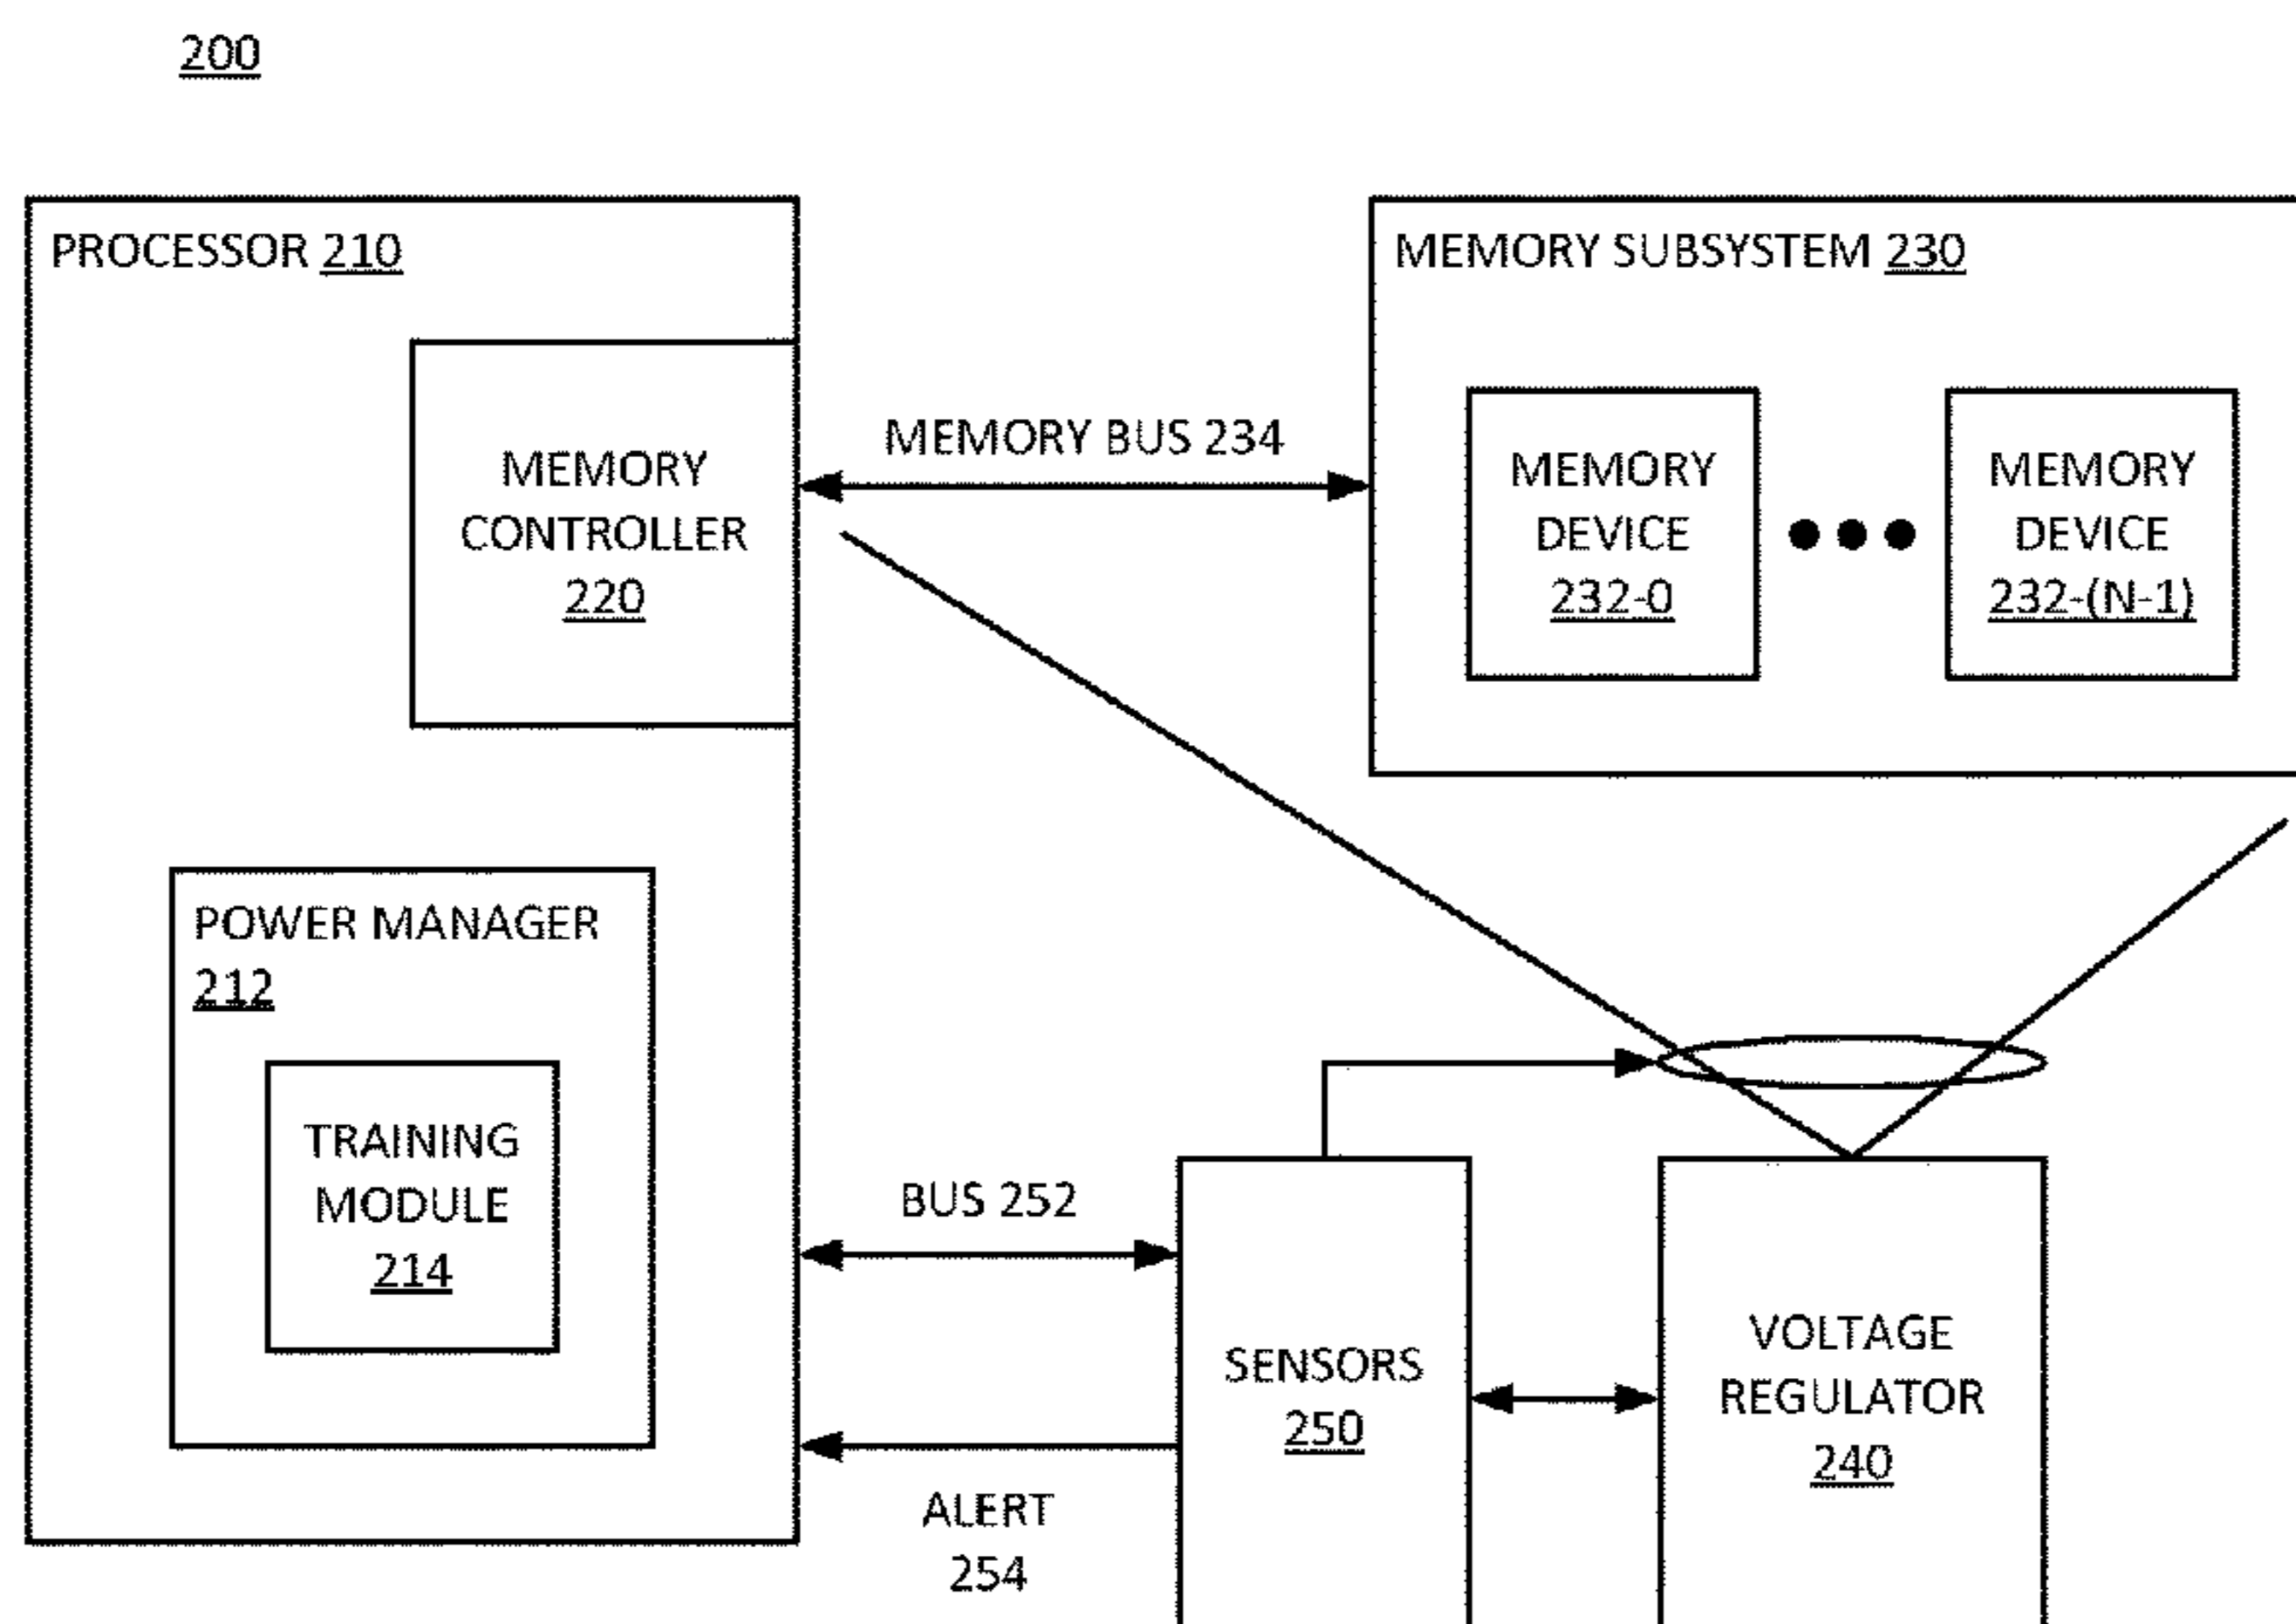 200
PROCESSOR 210
MEMORY
CONTROLLER
220
MEMORY BUS 234
MEMORY SUBSYSTEM 230
MEMORY
DEVICE
232-0
MEMORY
DEVICE
232-(N-1)
POWER MANAGER
212
TRAINING
MODULE
214
BUS 252
ALERT
254
SENSORS
250
VOLTAGE
REGULATOR
240